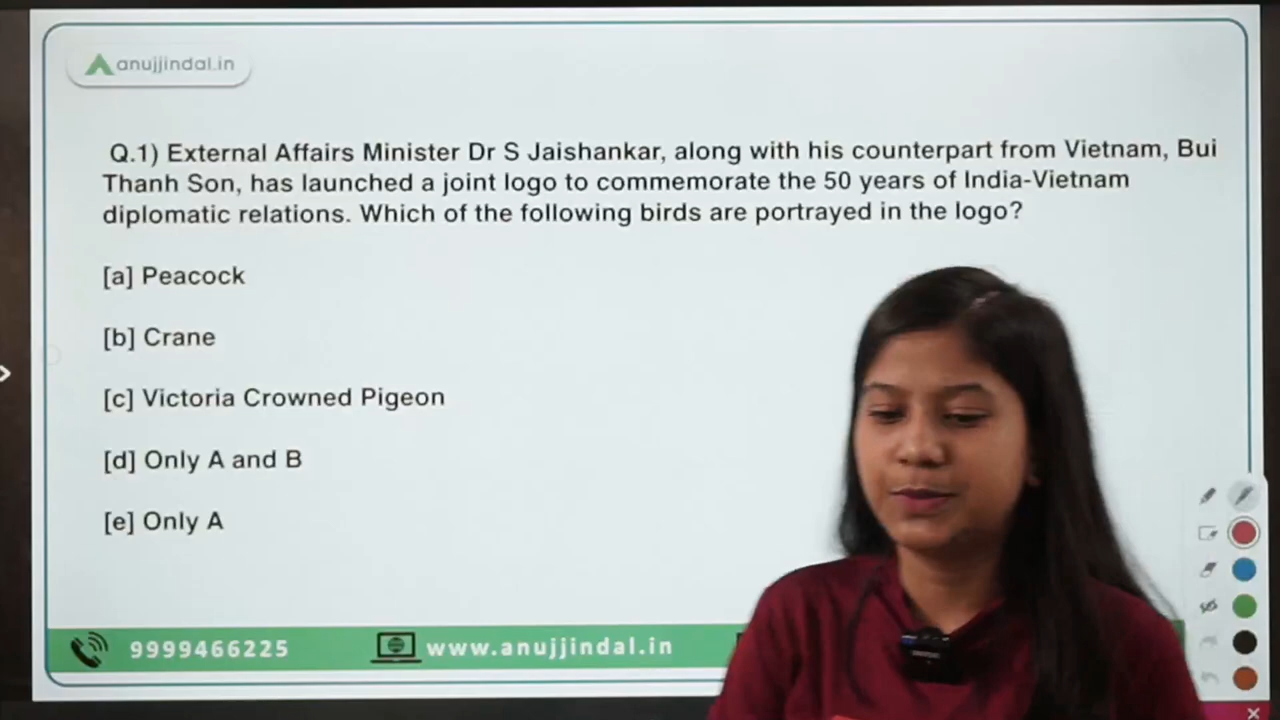 anujjindal.in
Q.1) External Affairs Minister Dr S Jaishankar, along with his counterpart from Vietnam, Bui
Thanh Son, has launched a joint logo to commemorate the 50 years of India-Vietnam
diplomatic relations. Which of the following birds are portrayed in the logo?
[a] Peacock
[b] Crane
[c] Victoria Crowned Pigeon
[d] Only A and B
[e] Only A
9999466225
www.anujjindal.in